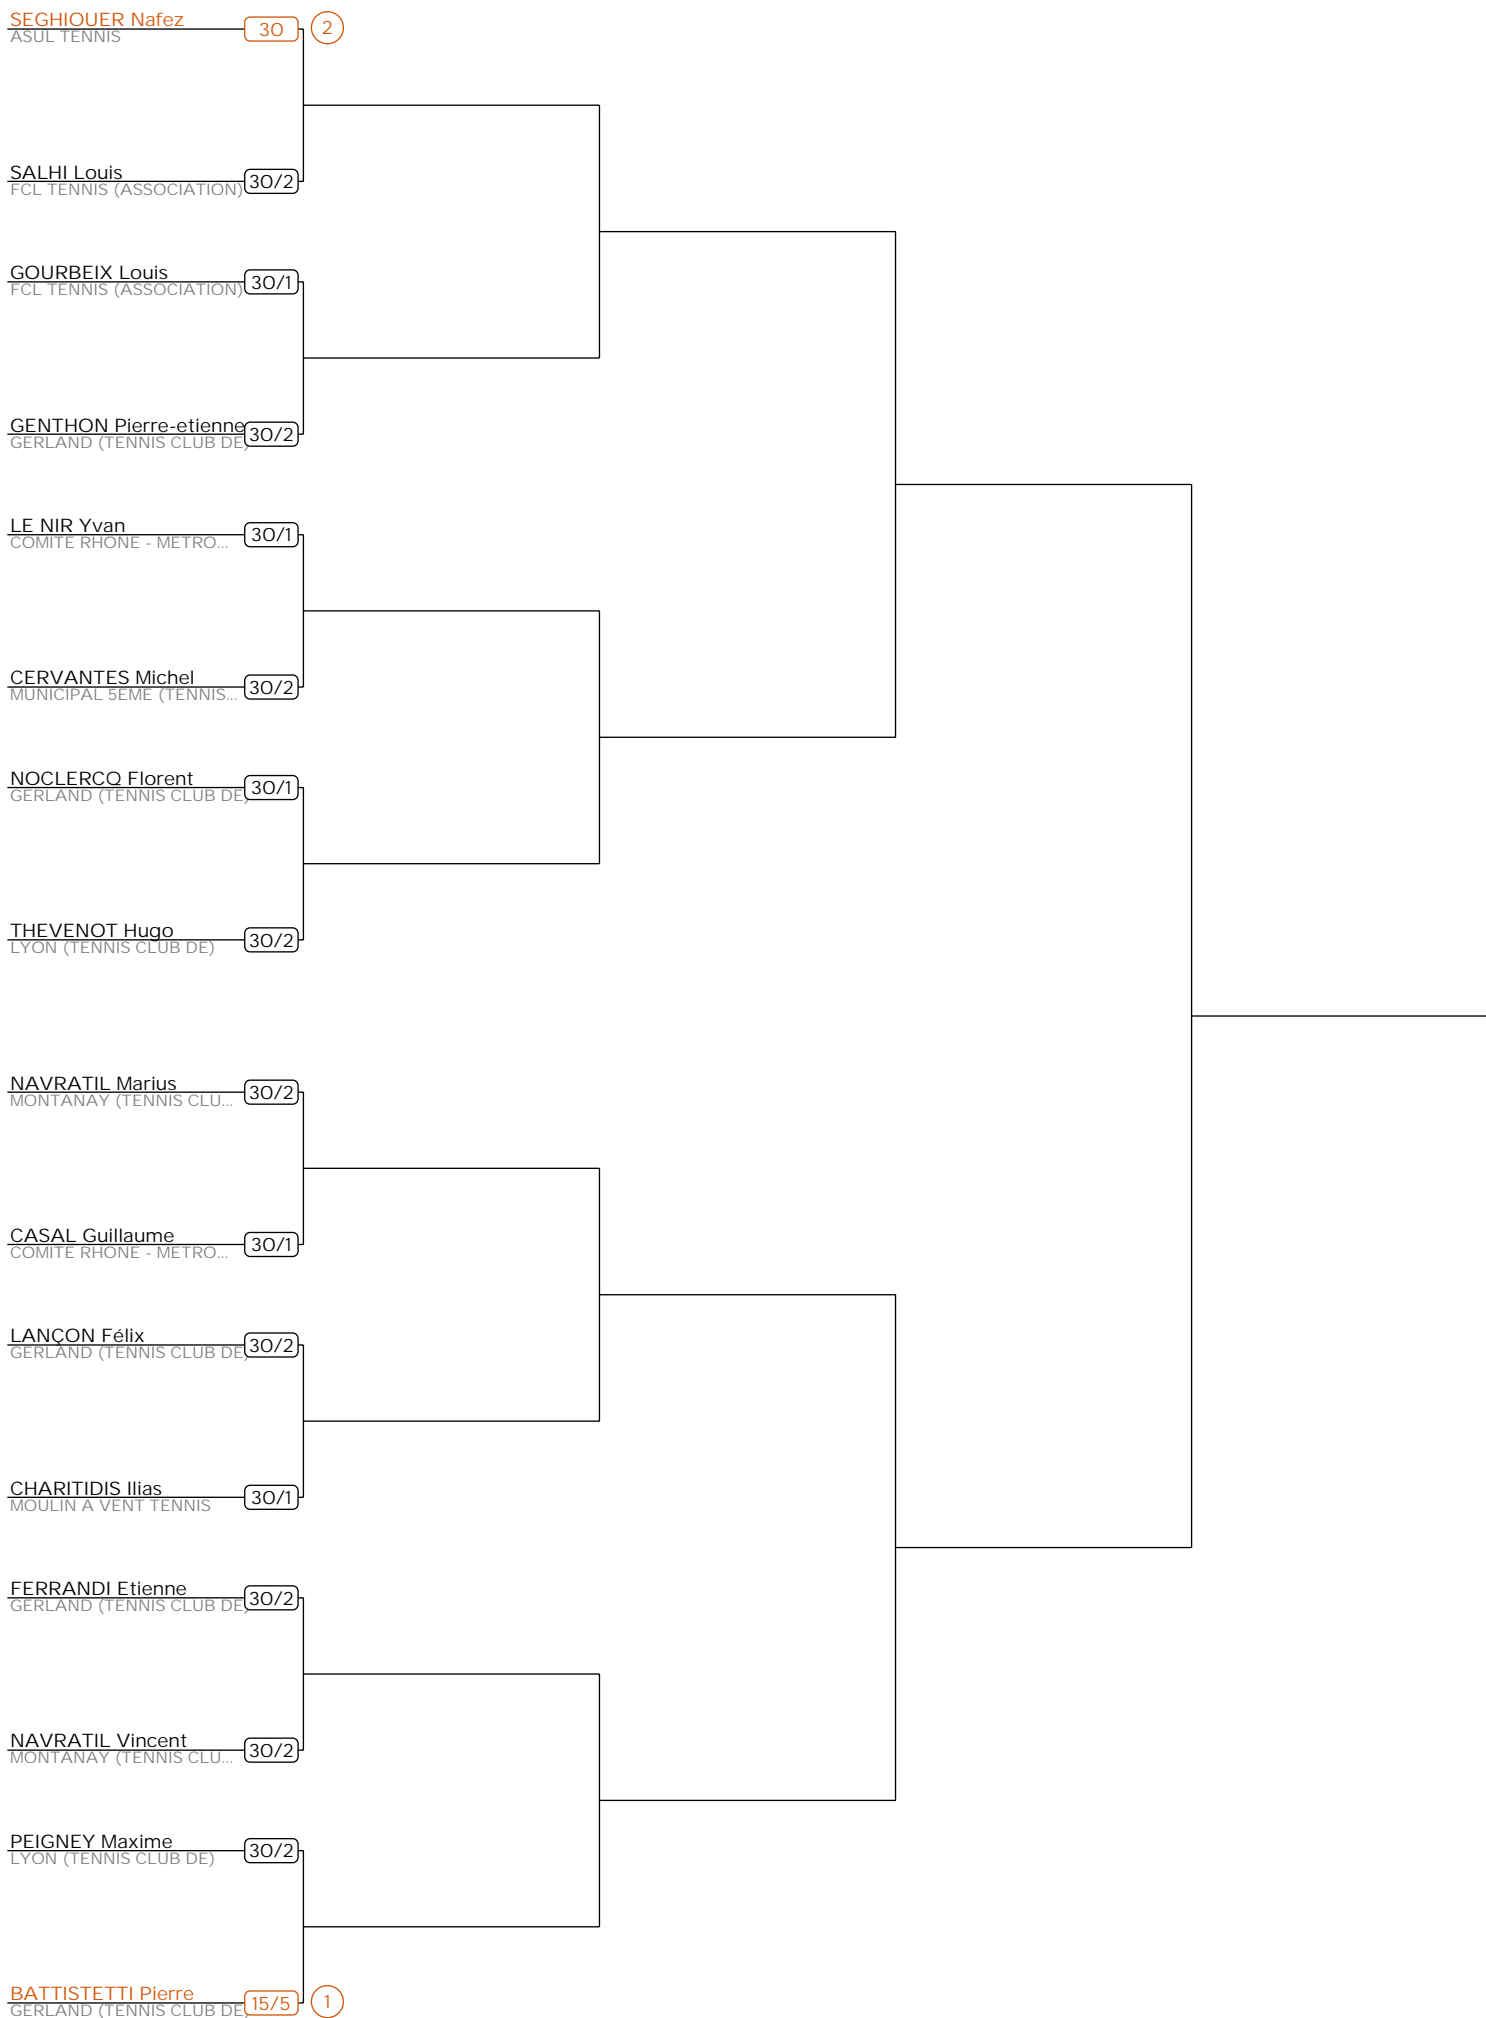 SEGHIOUER Nafez 30 2
ASUL TENNIS
SALHI Louis 30/2
FCL TENNIS (ASSOCIATION)
GOURBEIX Louis 30/1
FCL TENNIS (ASSOCIATION)
GENTHON Pierre-etienne 30/2
GERLAND (TENNIS CLUB DE)
LE NIR Yvan 30/1
COMITE RHONE - METRO...
CERVANTES Michel 30/2
MUNICIPAL 5EME (TENNIS...
NOCLERCQ Florent 30/1
GERLAND (TENNIS CLUB DE)
THEVENOT Hugo 30/2
LYON (TENNIS CLUB DE)
NAVRATIL Marius 30/2
MONTANAY (TENNIS CLU...
CASAL Guillaume 30/1
COMITE RHONE - METRO...
LANÇON Félix 30/2
GERLAND (TENNIS CLUB DE)
CHARITIDIS Ilias 30/1
MOULIN A VENT TENNIS
FERRANDI Etienne 30/2
GERLAND (TENNIS CLUB DE)
NAVRATIL Vincent 30/2
MONTANAY (TENNIS CLU...
PEIGNEY Maxime 30/2
LYON (TENNIS CLUB DE)
BATTISTETTI Pierre 15/5 1
GERLAND (TENNIS CLUB DE)